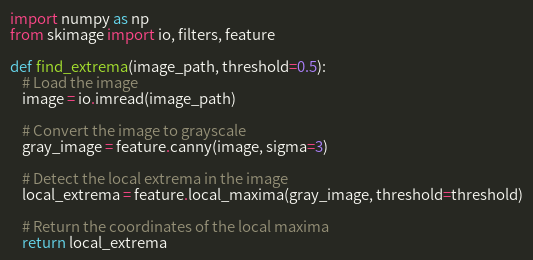 import numpy as np
from skimage import io, filters, feature
def find_extrema(image_path, threshold=0.5):
# Load the image
image = io.imread(image_path)
# Convert the image to grayscale
gray_image = feature.canny(image, sigma=3)
# Detect the local extrema in the image
local_extrema = feature.local_maxima(gray_image, threshold=threshold)
# Return the coordinates of the local maxima
return local_extrema